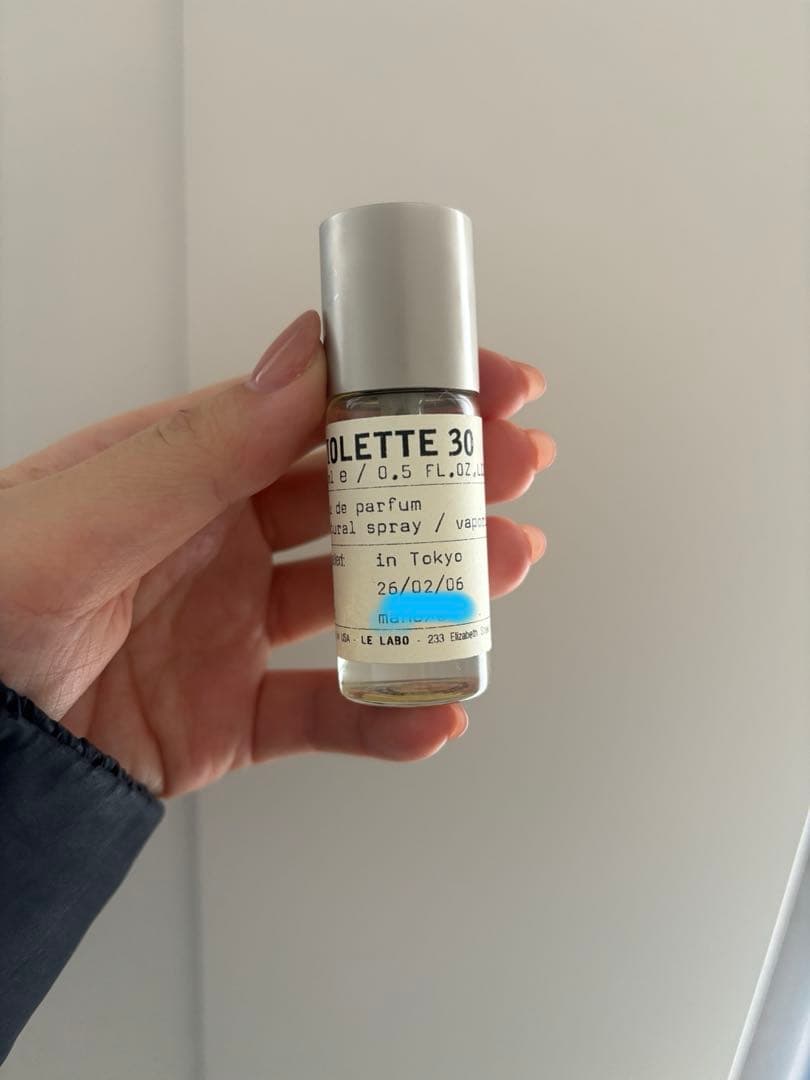 IOLETTE 30
l e / 0.5 FL.OZ.L
de parfum
ural spray / vapo
in Tokyo
26/02/06
USA - LE LABO - 233 Elizabeth S